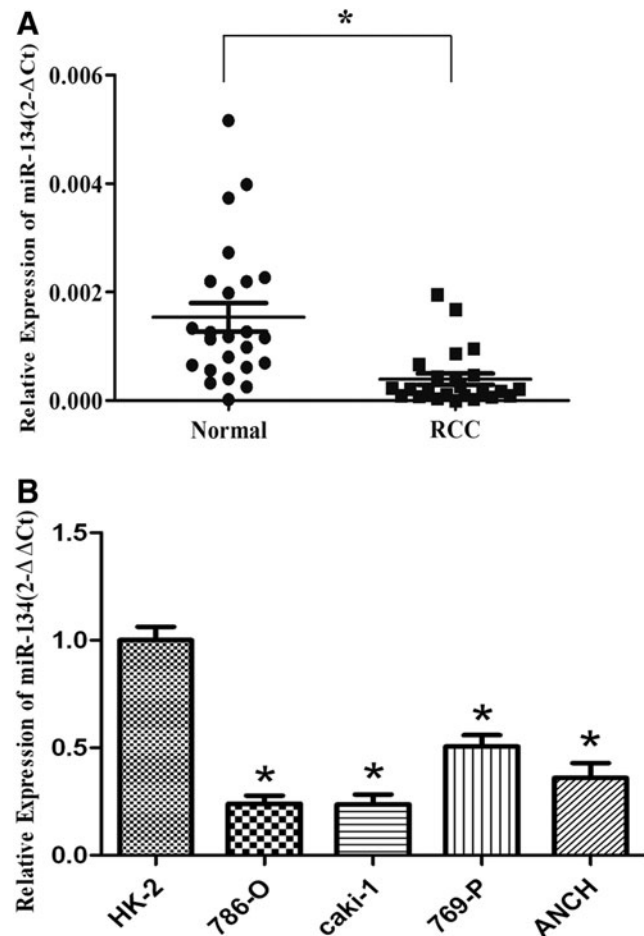 A
*
Relative Expression of miR-134(2-ΔCt)
0.006
0.004
0.002
0.000
Normal
RCC
B
Relative Expression of miR-134(2-Δ ΔCt)
1.5
1.0
0.5
0.0
*
*
*
*
HK-2
786-O
caki-1
769-P
ANCH